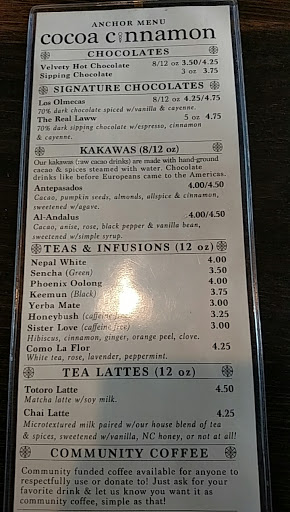 ANCHOR MENU
cocoa cinnamon
CHOCOLATES
Velvety Hot Chocolate 8/12 oz 3.50/4.25
Sipping Chocolate 3 oz 3.75
SIGNATURE CHOCOLATES
Los Olmecas 8/12 oz 4.25/4.75
70% dark chocolate spiced w/vanilla & cayenne.
The Real Laww 5 oz 4.75
70% dark sipping chocolate w/espresso, cinnamon
& cayenne.
KAKAWAS (8/12 oz)
Our kakawas (raw cacao drinks) are made with hand-ground
cacao & spices steamed with water. Chocolate
drinks like before Europeans came to the Americas.
Antepasados 4.00/4.50
Cacao, pumpkin seeds, almonds, allspice & cinnamon,
sweetened w/agave.
Al-Andalus 4.00/4.50
Cacao, anise, rose, black pepper & vanilla bean,
sweetened w/simple syrup.
TEAS & INFUSIONS (12 oz)
Nepal White 4.00
Sencha (Green) 3.50
Phoenix Oolong 4.00
Keemun (Black) 3.75
Yerba Mate 3.00
Honeybush (caffeine free) 3.25
Sister Love (caffeine free) 3.00
Hibiscus, cinnamon, ginger, orange peel, clove.
Como La Flor 4.25
White tea, rose, lavender, peppermint.
TEA LATTES (12 oz)
Totoro Latte 4.50
Matcha latte w/soy milk.
Chai Latte 4.25
Microtextured milk paired w/our house blend of tea
& spices, sweetened w/vanilla, NC honey, or not at all!
COMMUNITY COFFEE
Community funded coffee available for anyone to
respectfully use or donate to! Just ask for your
favorite drink & let us know you want it as
community coffee, simple as that!